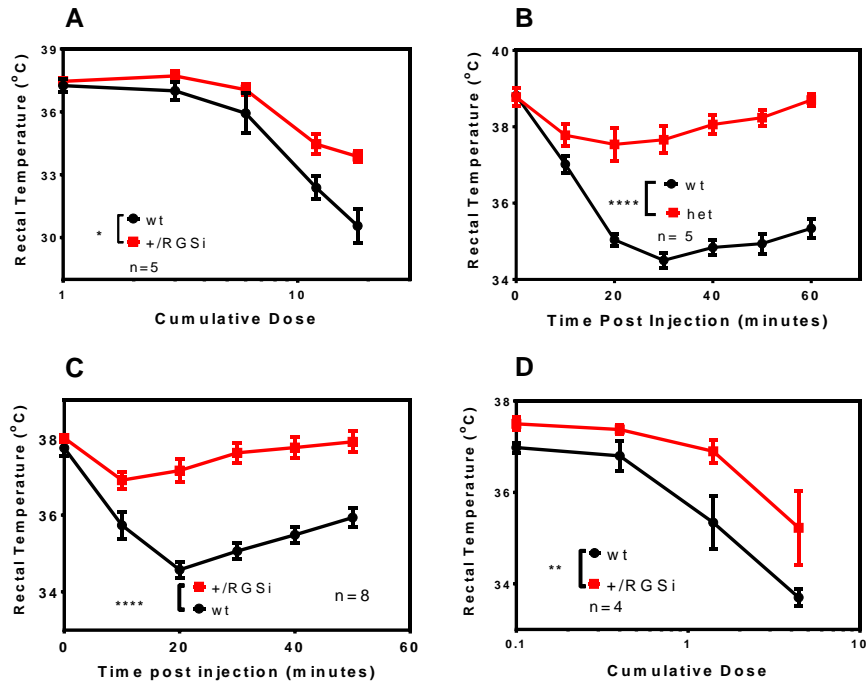 A
Rectal Temperature (°C)
39
36
33
30
* wt
+/RGSi
n=5
1
10
Cumulative Dose
B
Rectal Temperature (°C)
40
38
36
34
**** wt
het
n= 5
0
20
40
60
Time Post Injection (minutes)
C
Rectal Temperature (°C)
38
36
34
**** +/RGSi
wt
n=8
0
20
40
60
Time post injection (minutes)
D
Rectal Temperature (°C)
38
36
34
** wt
+/RGSi
n=4
0.1
1
10
Cumulative Dose